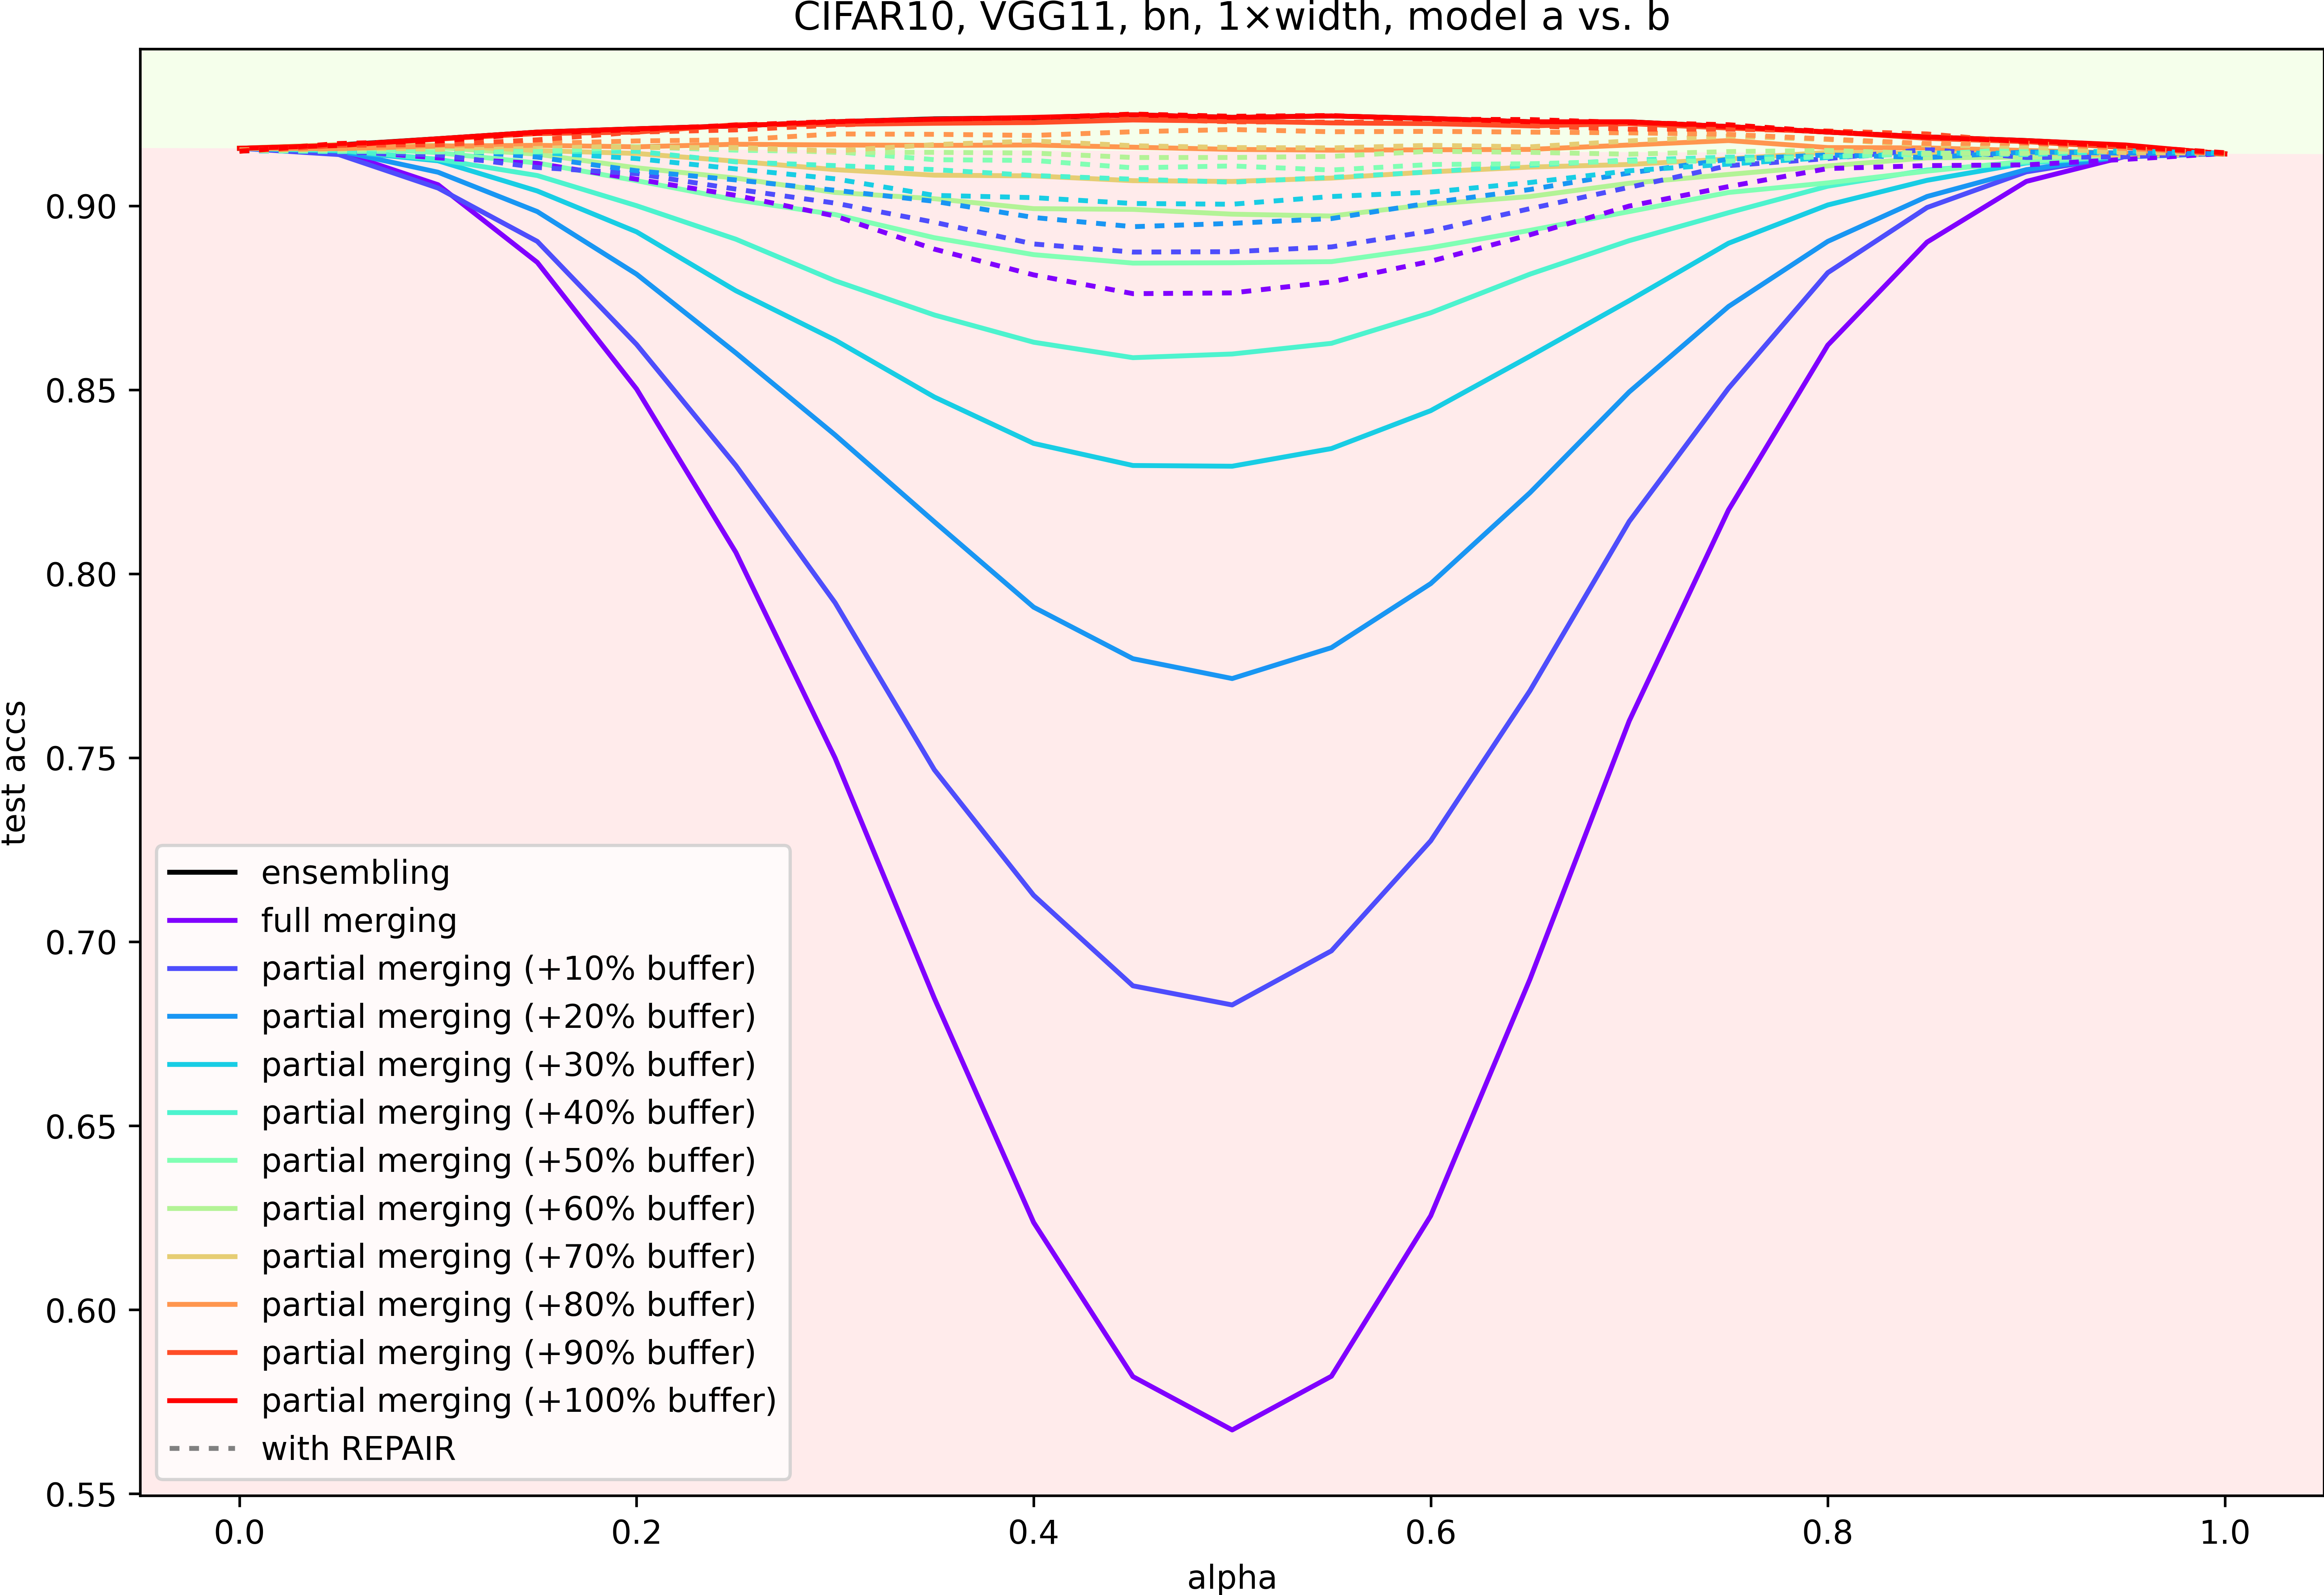 CIFAR10, VGG11, bn, 1×width, model a vs. b
test accs
0.90
0.85
0.80
0.75
0.70
0.65
0.60
0.55
ensembling
full merging
partial merging (+10% buffer)
partial merging (+20% buffer)
partial merging (+30% buffer)
partial merging (+40% buffer)
partial merging (+50% buffer)
partial merging (+60% buffer)
partial merging (+70% buffer)
partial merging (+80% buffer)
partial merging (+90% buffer)
partial merging (+100% buffer)
with REPAIR
0.0 0.2 0.4 0.6 0.8 1.0
alpha